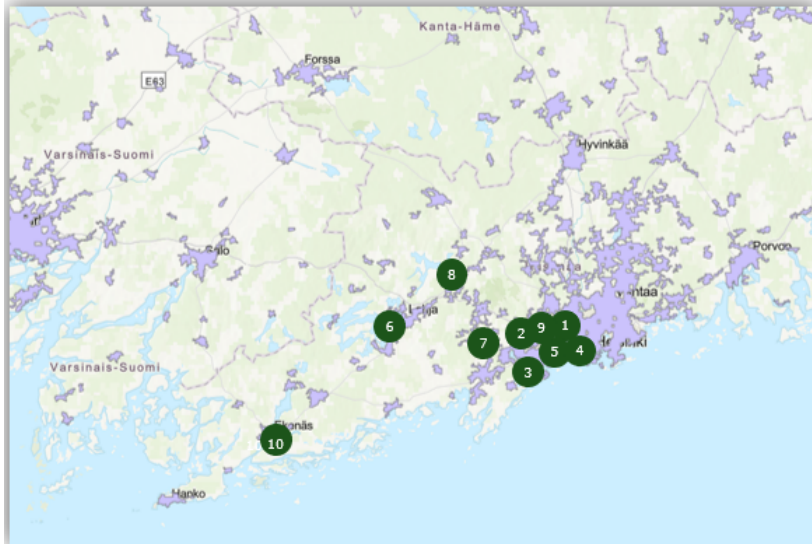 Kanta-Häme
Forssa
E63
Hyvinkää
Varsinais-Suomi
Salo
Porvoo
8
6
2
9
1
7
5
4
3
Varsinais-Suomi
Ekenäs
10
Hanko